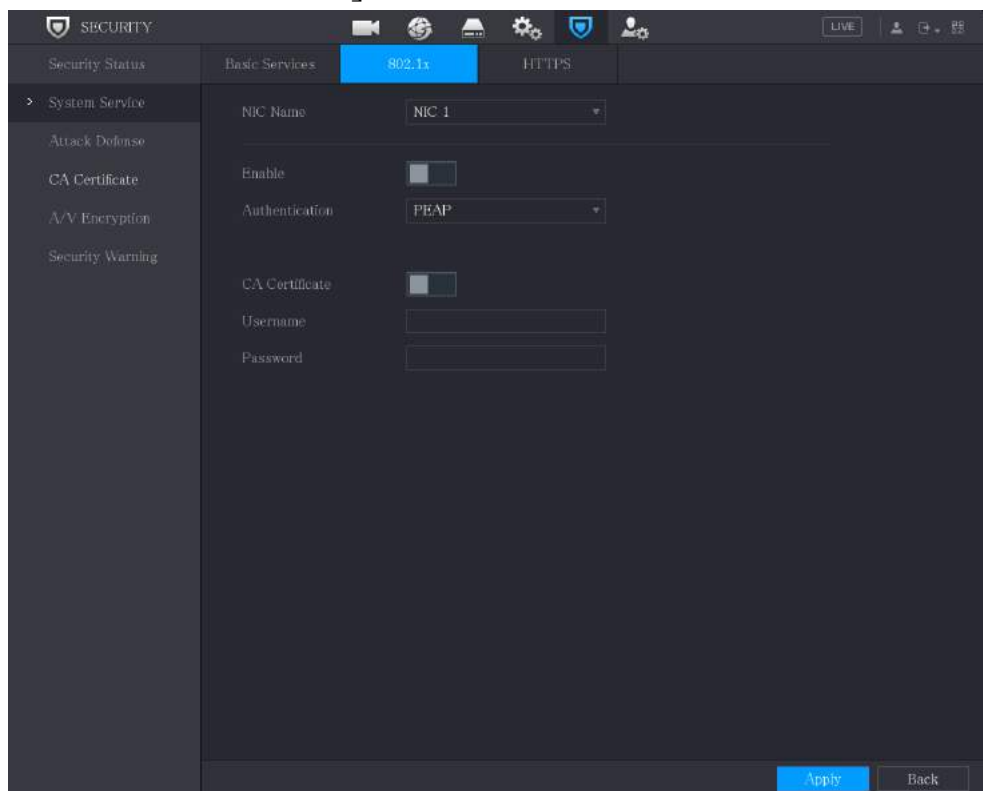 SECURITY
LIVE
Security Status
Basic Services
802.1x
HTTPS
System Service
NIC Name
NIC 1
Attack Defense
Enable
CA Certificate
Authentication
PEAP
A/V Encryption
Security Warning
CA Certificate
Username
Password
Apply
Back